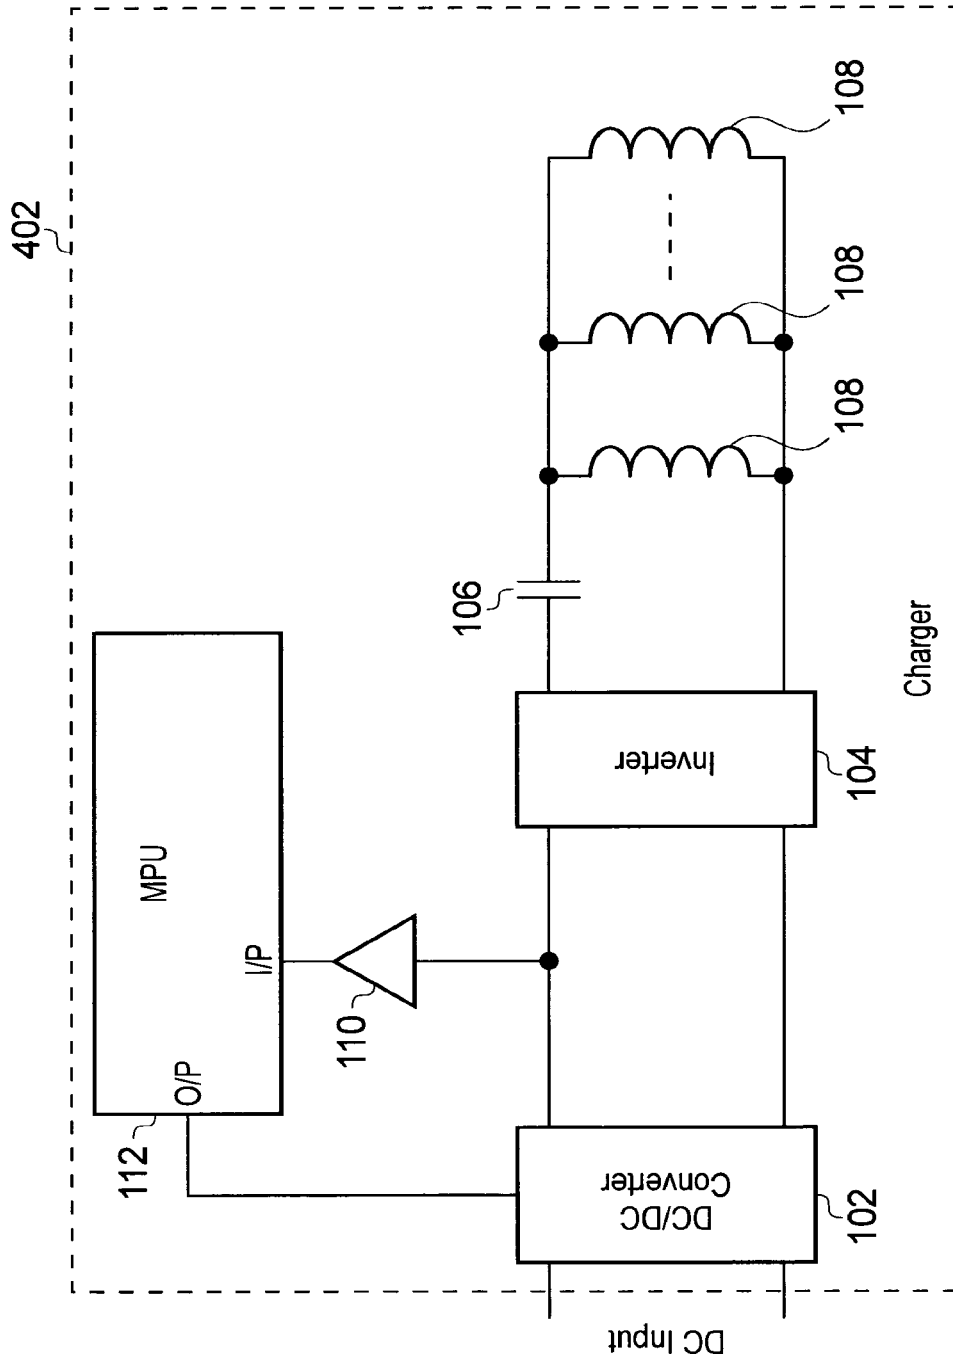 402
MPU
I/P
O/P
112
110
106
108
108
108
DC/DC
Converter
102
Inverter
104
DC Input
Charger